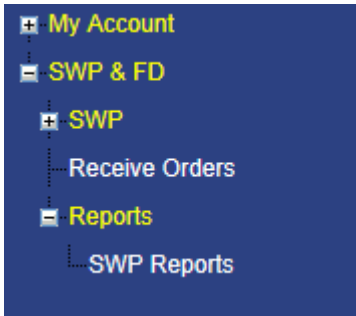 My Account
SWP & FD
SWP
Receive Orders
Reports
SWP Reports